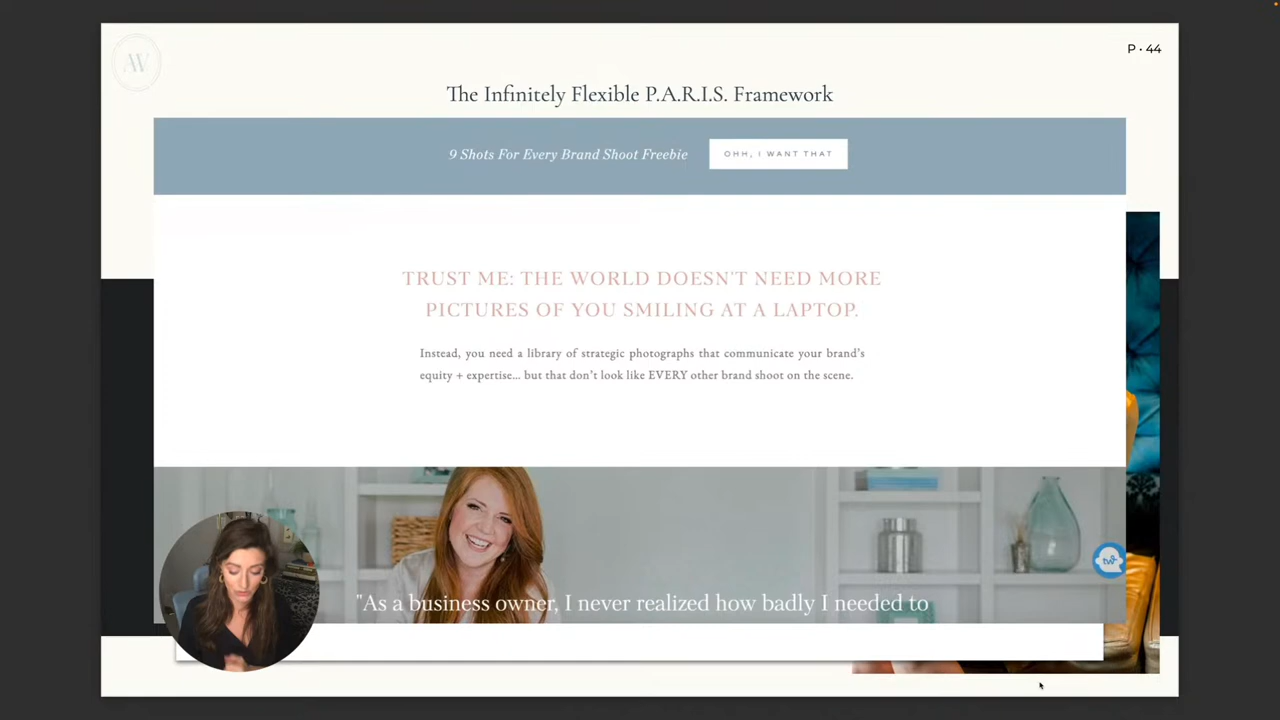 AW
P • 44
The Infinitely Flexible P.A.R.I.S. Framework
9 Shots For Every Brand Shoot Freebie
OHH, I WANT THAT
TRUST ME: THE WORLD DOESN'T NEED MORE
PICTURES OF YOU SMILING AT A LAPTOP.
Instead, you need a library of strategic photographs that communicate your brand's
equity + expertise... but that don't look like EVERY other brand shoot on the scene.
tw
"As a business owner, I never realized how badly I needed to